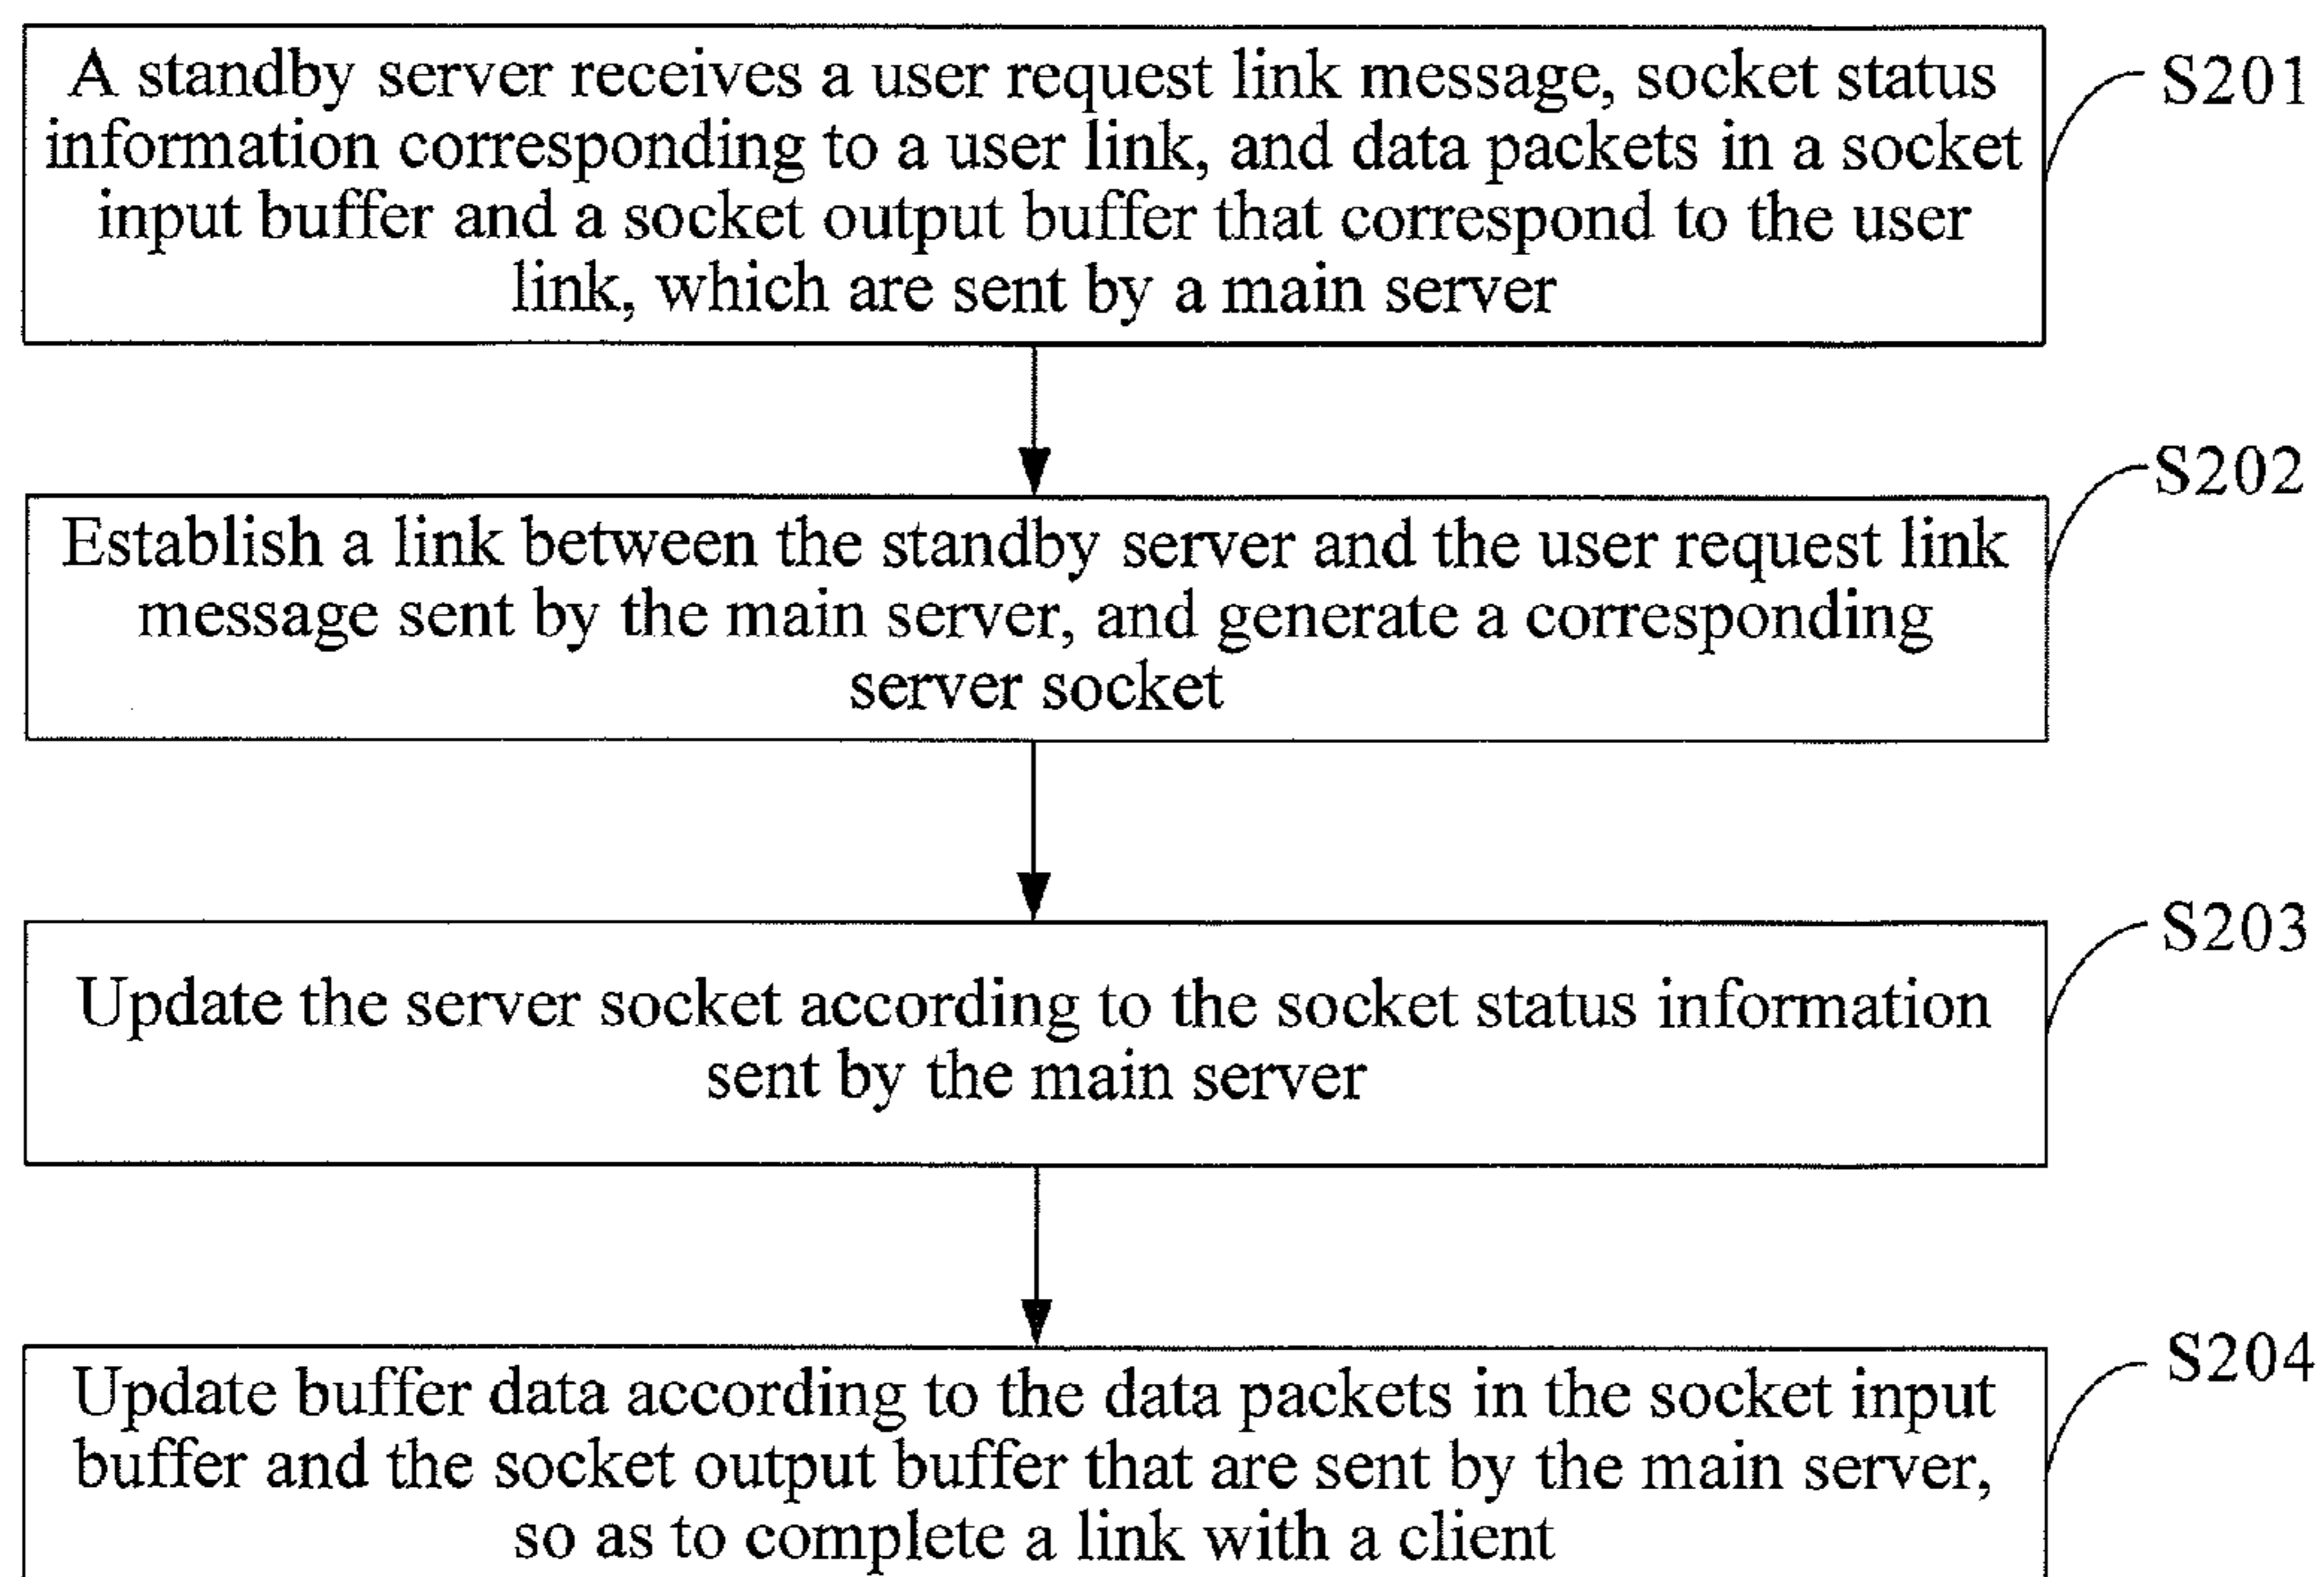 A standby server receives a user request link message, socket status
information corresponding to a user link, and data packets in a socket
input buffer and a socket output buffer that correspond to the user
link, which are sent by a main server
S201
Establish a link between the standby server and the user request link
message sent by the main server, and generate a corresponding
server socket
S202
Update the server socket according to the socket status information
sent by the main server
S203
Update buffer data according to the data packets in the socket input
buffer and the socket output buffer that are sent by the main server,
so as to complete a link with a client
S204